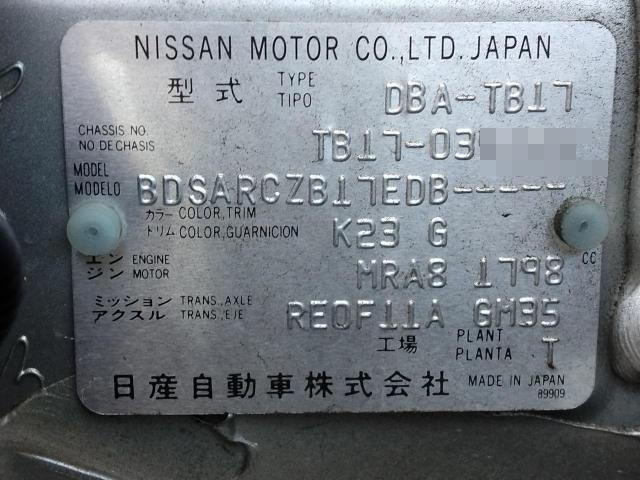 NISSAN MOTOR CO.,LTD. JAPAN
型式 TYPE TIPO DBA-TB17
CHASSIS NO. NO DE CHASIS TB17-03
MODEL MODELO BDSARCZB17EDB-----
カラー COLOR,TRIM トリム COLOR,GUARNICION K23 G
エンジン ENGINE MOTOR MRA8 1798 CC
ミッション TRANS.,AXLE アクスル TRANS.,EJE RE0F11A GM35
工場 PLANT PLANTA T
日産自動車株式会社 MADE IN JAPAN
89909